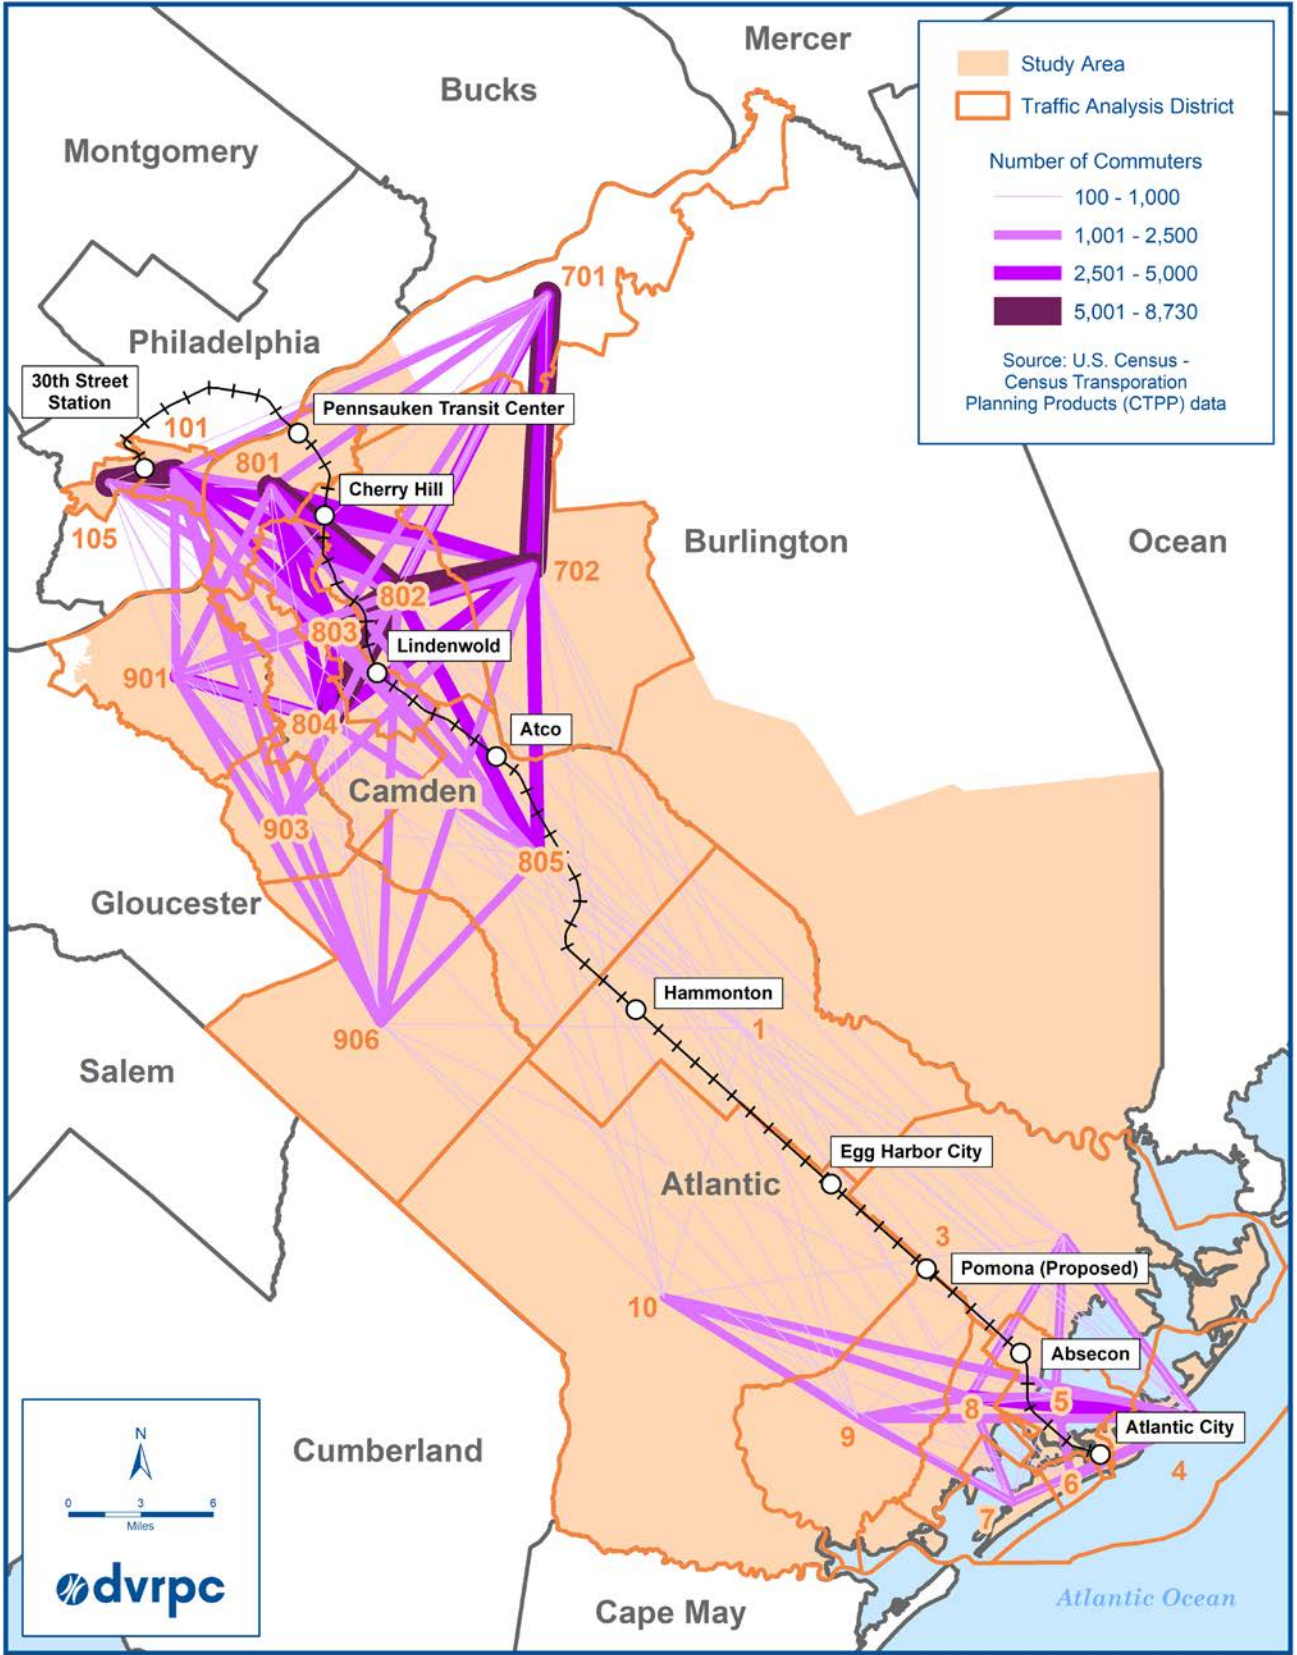 Mercer
Bucks
Montgomery
Study Area
Traffic Analysis District
Number of Commuters
100 - 1,000
1,001 - 2,500
2,501 - 5,000
5,001 - 8,730
Source: U.S. Census -
Census Transporation
Planning Products (CTPP) data
701
Philadelphia
30th Street
Station
Pennsauken Transit Center
101
801
Cherry Hill
105
Burlington
Ocean
702
802
803
Lindenwold
901
804
Atco
Camden
903
805
Gloucester
Hammonton
1
906
Salem
Egg Harbor City
Atlantic
3
Pomona (Proposed)
10
Absecon
5
8
Atlantic City
9
Cumberland
4
6
7
N
0 3 6
Miles
dvrpc
Atlantic Ocean
Cape May